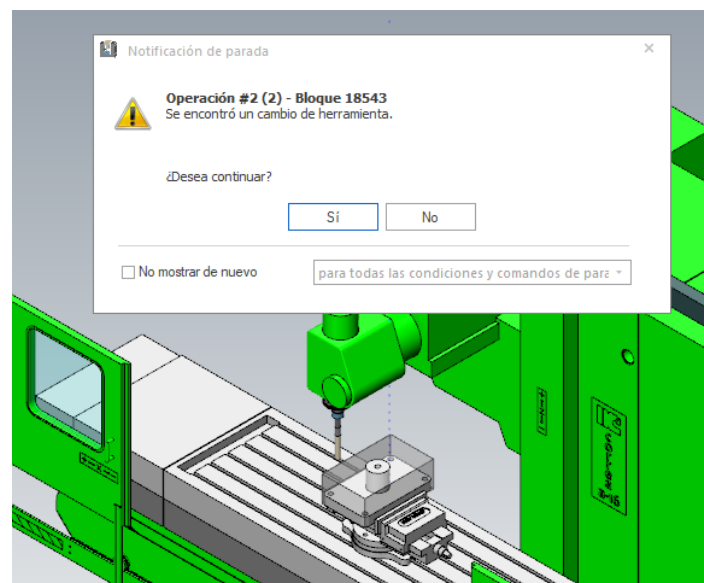 Notificación de parada
Operación #2 (2) - Bloque 18543
Se encontró un cambio de herramienta.
¿Desea continuar?
Sí
No
No mostrar de nuevo
para todas las condiciones y comandos de para